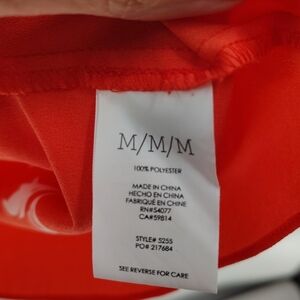 M/M/M
100% POLYESTER
MADE IN CHINA
HECHO EN CHINA
FABRIQUÉ EN CHINE
RN#54077
CA#59814
STYLE# 5255
PO# 217684
SEE REVERSE FOR CARE